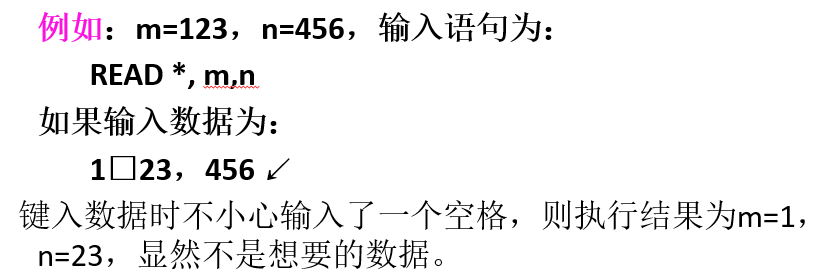 例如：m=123，n=456，输入语句为：
READ *, m,n
如果输入数据为：
1□23，456 ↙
键入数据时不小心输入了一个空格，则执行结果为m=1，
n=23，显然不是想要的数据。